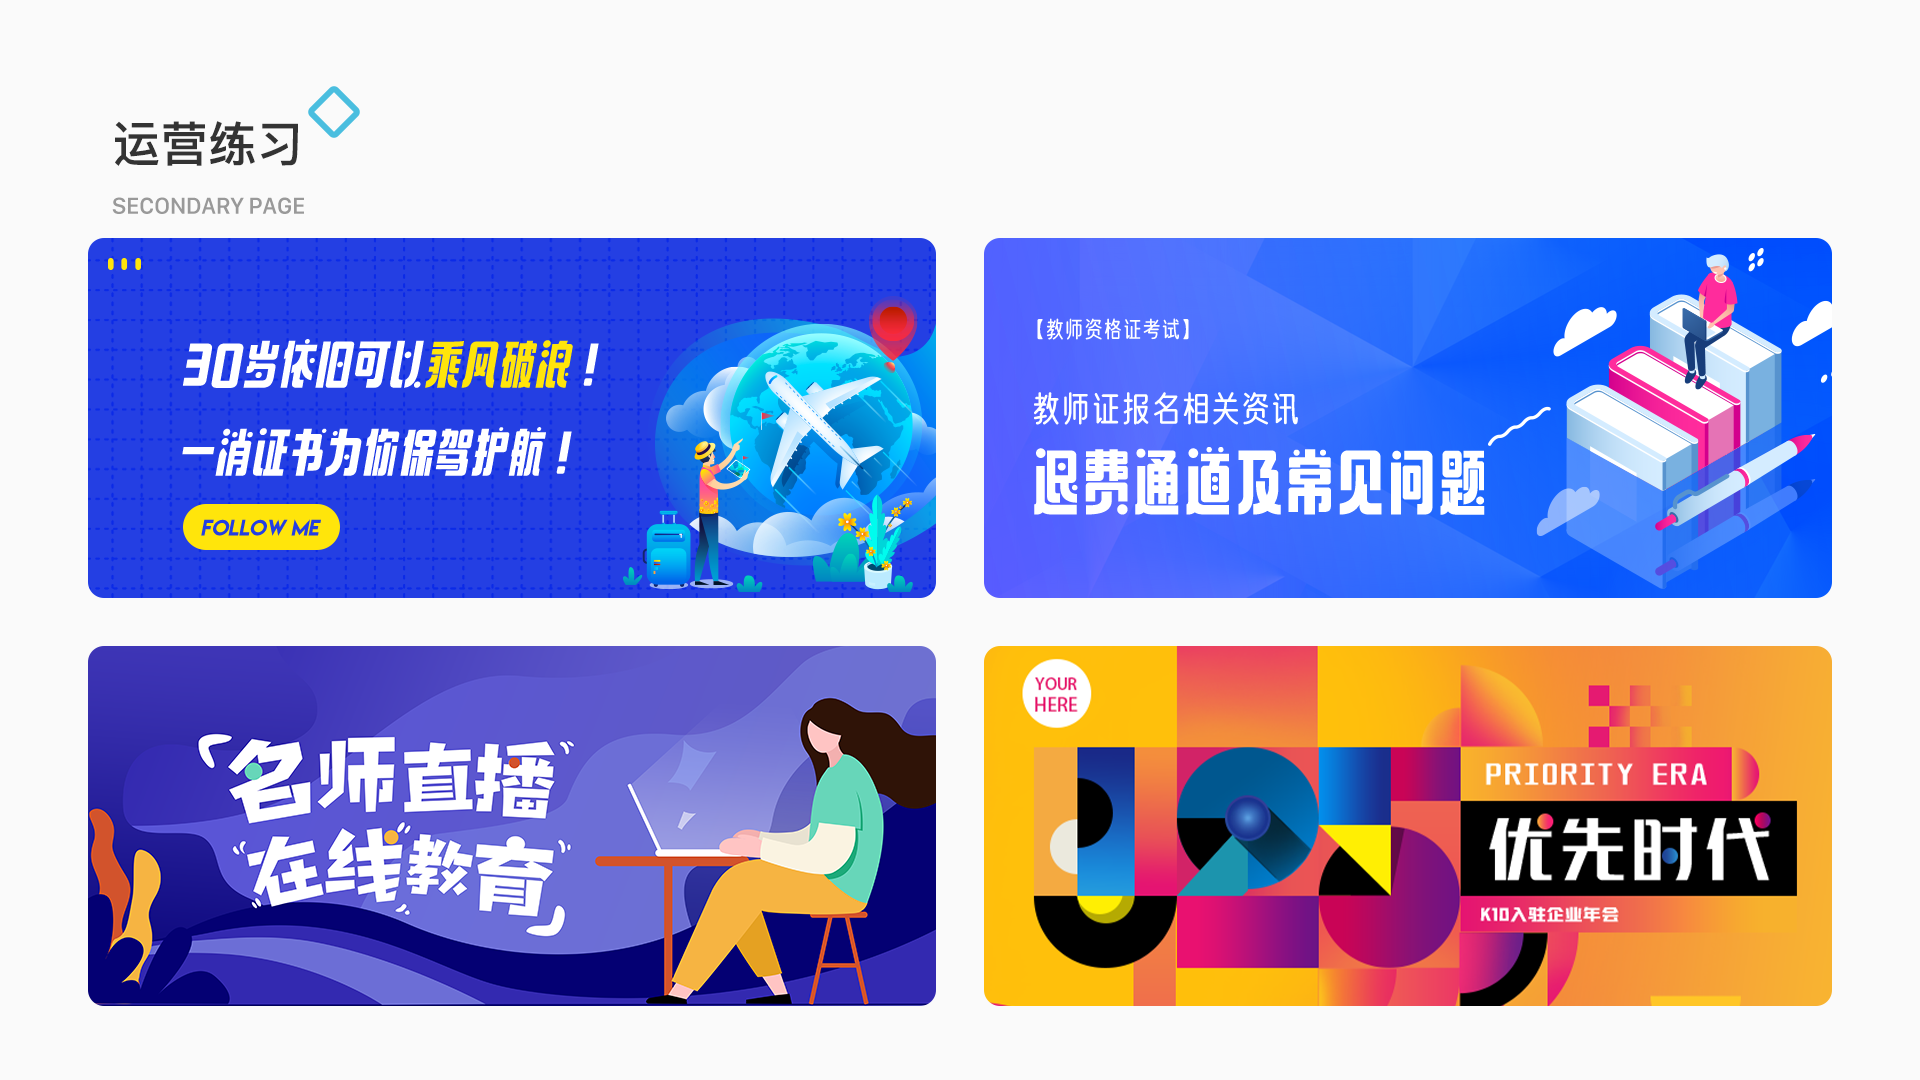 运营练习
SECONDARY PAGE
30岁依旧可以乘风破浪！
一消证书为你保驾护航！
FOLLOW ME
【教师资格证考试】
教师证报名相关资讯
退费通道及常见问题
名师直播
在线教育
YOUR
HERE
PRIORITY ERA
优先时代
K10入驻企业年会